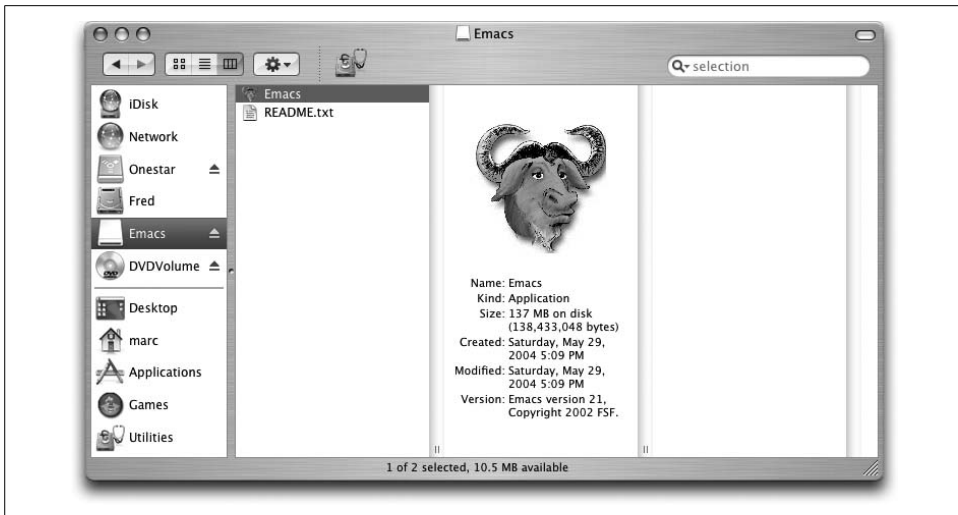 Emacs
selection
iDisk
Network
Onestar
Fred
Emacs
DVDVolume
Desktop
marc
Applications
Games
Utilities
Emacs
README.txt
Name: Emacs
Kind: Application
Size: 137 MB on disk
(138,433,048 bytes)
Created: Saturday, May 29,
2004 5:09 PM
Modified: Saturday, May 29,
2004 5:09 PM
Version: Emacs version 21,
Copyright 2002 FSF.
1 of 2 selected, 10.5 MB available